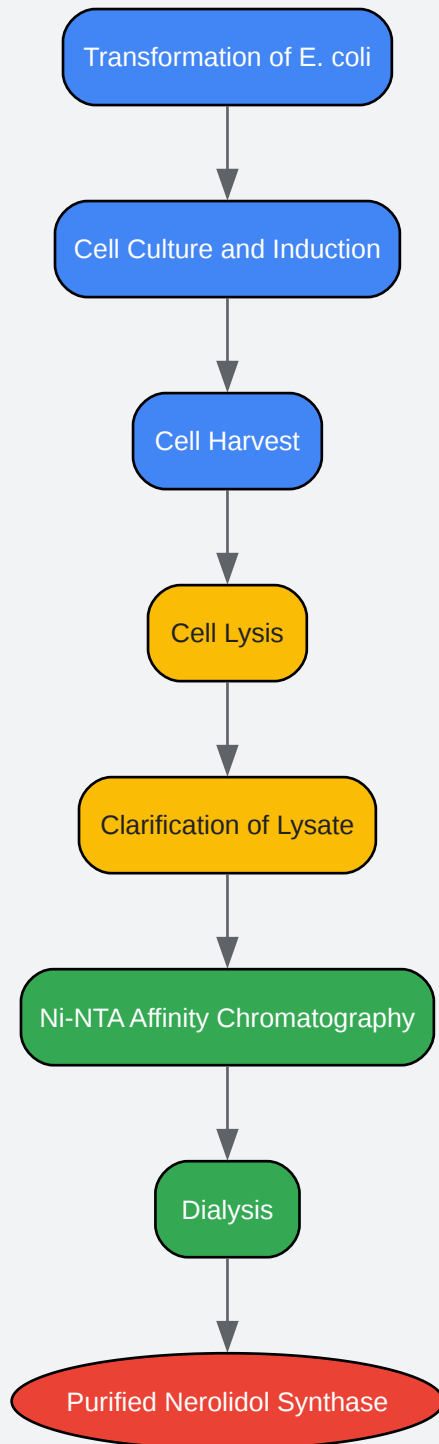 Transformation of E. coli
Cell Culture and Induction
Cell Harvest
Cell Lysis
Clarification of Lysate
Ni-NTA Affinity Chromatography
Dialysis
Purified Nerolidol Synthase